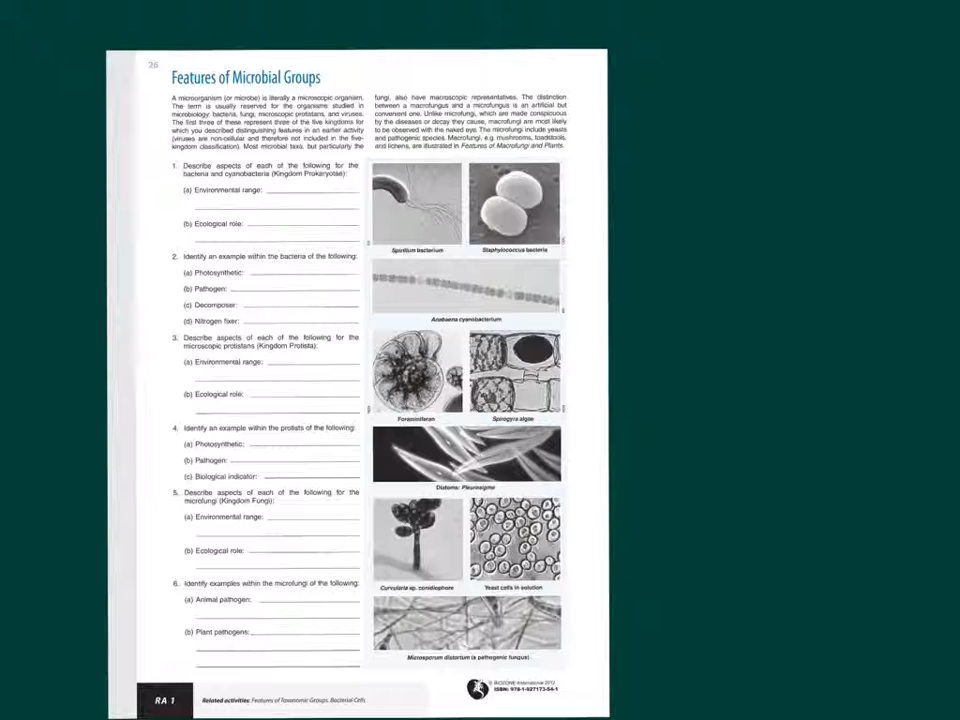 26
Features of Microbial Groups
A microorganism (or microbe) is literally a microscopic organism.
The term is usually reserved for the organisms studied in
microbiology: bacteria, fungi, microscopic protistans, and viruses.
The first three of these represent three of the five kingdoms for
which you described distinguishing features in an earlier activity
(viruses are non-cellular and therefore not included in the five-
kingdom classification). Most microbial taxa, but particularly the
fungi, also have macroscopic representatives. The distinction
between a macrofungus and a microfungus is an artificial but
convenient one. Unlike microfungi, which are made conspicuous
by the diseases or decay they cause, macrofungi are most likely
to be observed with the naked eye. The microfungi include yeasts
and pathogenic species. Macrofungi, e.g. mushrooms, toadstools,
and lichens, are illustrated in Features of Macrofungi and Plants.
1. Describe aspects of each of the following for the
bacteria and cyanobacteria (Kingdom Prokaryotae):
(a) Environmental range:
(b) Ecological role:
2. Identify an example within the bacteria of the following:
(a) Photosynthetic:
(b) Pathogen:
(c) Decomposer:
(d) Nitrogen fixer:
3. Describe aspects of each of the following for the
microscopic protistans (Kingdom Protista):
(a) Environmental range:
(b) Ecological role:
4. Identify an example within the protists of the following:
(a) Photosynthetic:
(b) Pathogen:
(c) Biological indicator:
5. Describe aspects of each of the following for the
microfungi (Kingdom Fungi):
(a) Environmental range:
(b) Ecological role:
6. Identify examples within the microfungi of the following:
(a) Animal pathogen:
(b) Plant pathogens:
Spirillum bacterium
Staphylococcus bacteria
Anabaena cyanobacterium
Foraminiferan
Spirogyra algae
Diatoms: Pleurosigma
Curvularia sp. conidiophore
Yeast cells in solution
Microsporum distortum (a pathogenic fungus)
RA 1
Related activities: Features of Taxonomic Groups, Bacterial Cells
© BIOZONE International 2012
ISBN: 978-1-927173-54-1